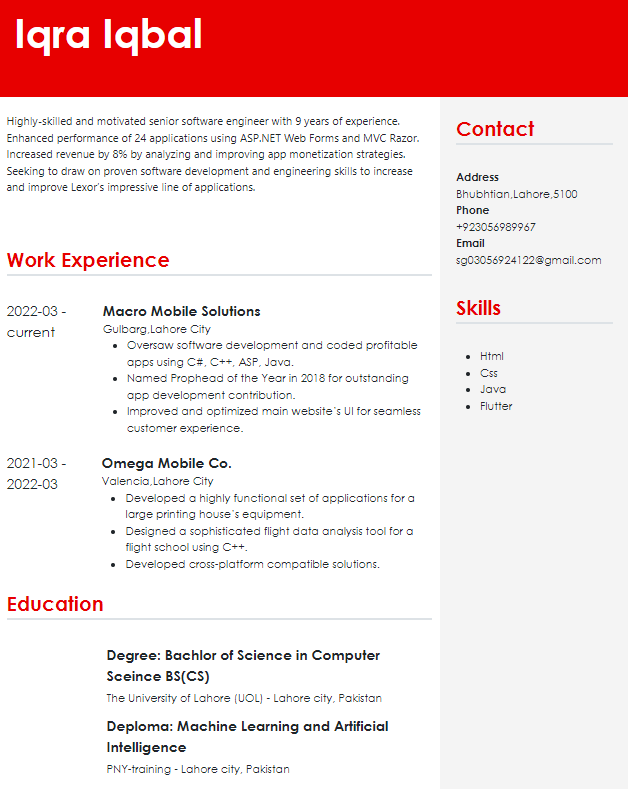 Iqra Iqbal
Highly-skilled and motivated senior software engineer with 9 years of experience.
Enhanced performance of 24 applications using ASP.NET Web Forms and MVC Razor.
Increased revenue by 8% by analyzing and improving app monetization strategies.
Seeking to draw on proven software development and engineering skills to increase
and improve Lexor's impressive line of applications.
Work Experience
2022-03 -
current
Macro Mobile Solutions
Gulbarg,Lahore City
• Oversaw software development and coded profitable
apps using C#, C++, ASP, Java.
• Named Prophead of the Year in 2018 for outstanding
app development contribution.
• Improved and optimized main website's UI for seamless
customer experience.
2021-03 -
2022-03
Omega Mobile Co.
Valencia,Lahore City
• Developed a highly functional set of applications for a
large printing house's equipment.
• Designed a sophisticated flight data analysis tool for a
flight school using C++.
• Developed cross-platform compatible solutions.
Education
Degree: Bachlor of Science in Computer
Sceince BS(CS)
The University of Lahore (UOL) - Lahore city, Pakistan
Deploma: Machine Learning and Artificial
Intelligence
PNY-training - Lahore city, Pakistan
Contact
Address
Bhubhtian,Lahore,5100
Phone
+923056989967
Email
sg03056924122@gmail.com
Skills
• Html
• Css
• Java
• Flutter